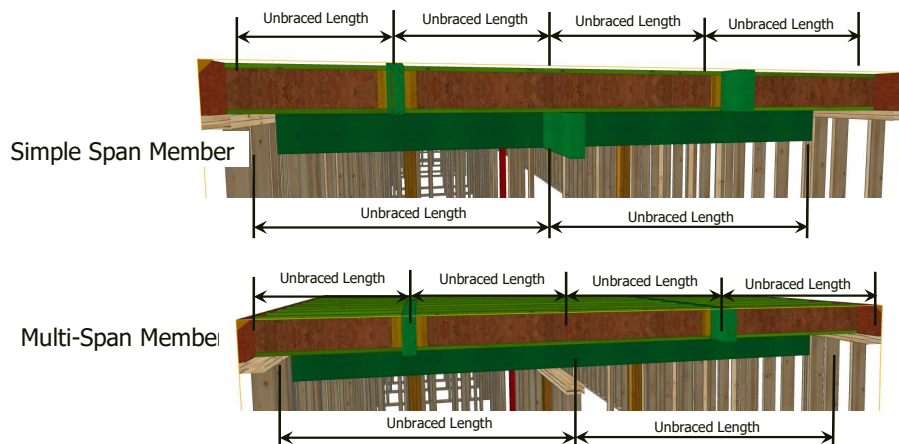 Unbraced Length Unbraced Length Unbraced Length Unbraced Length
Simple Span Member
Unbraced Length Unbraced Length
Unbraced Length Unbraced Length Unbraced Length Unbraced Length
Multi-Span Member
Unbraced Length Unbraced Length